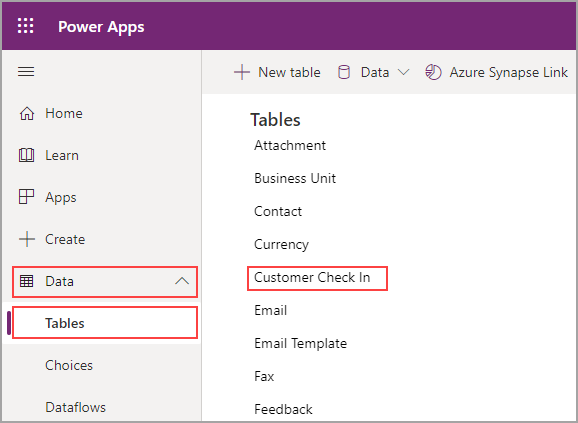 Power Apps
New table
Data
Azure Synapse Link
Home
Learn
Apps
Create
Data
Tables
Choices
Dataflows
Tables
Attachment
Business Unit
Contact
Currency
Customer Check In
Email
Email Template
Fax
Feedback